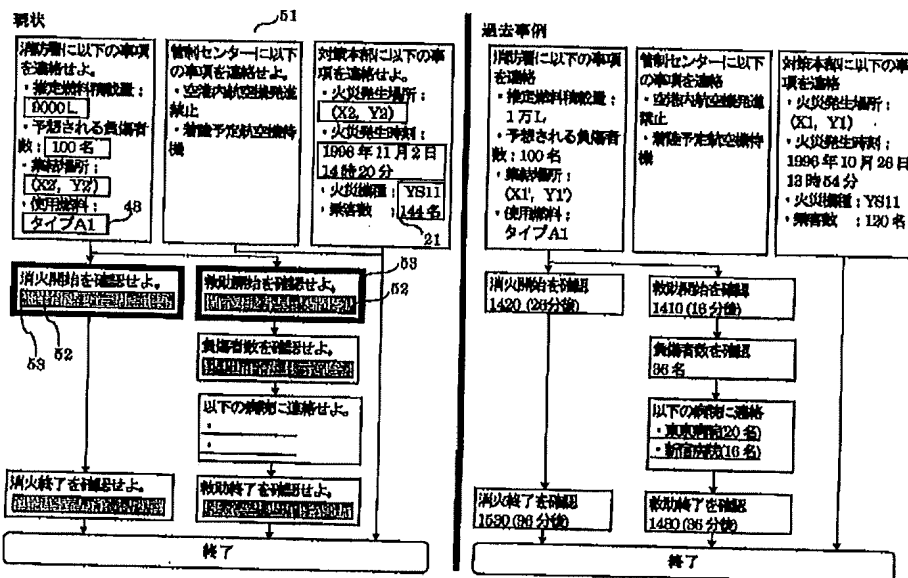 現状
51
消防署に以下の事項
を連絡せよ。
・推定燃料積載量:
9000L
・予想される負傷者
数:100名
・集結場所:
(X2', Y2')
・使用燃料:
タイプA1
43
管制センターに以下
の事項を連絡せよ。
・空港内航空機発進
禁止
・着陸予定航空機待
機
対策本部に以下の事
項を連絡せよ。
・火災発生場所:
(X2, Y2)
・火災発生時刻:
1996年11月2日
14時20分
・火災機種:YS11
・乗客数:144名
21
消火開始を確認せよ。
53
52
救助開始を確認せよ。
53
52
負傷者数を確認せよ。
以下の病院に連絡せよ。
・
・
消火終了を確認せよ。
救助終了を確認せよ。
終了
過去事例
消防署に以下の事項
を連絡
・推定燃料積載量:
1万L
・予想される負傷者
数:100名
・集結場所:
(X1', Y1')
・使用燃料:
タイプA1
管制センターに以下
の事項を連絡
・空港内航空機発進
禁止
・着陸予定航空機待
機
対策本部に以下の事
項を連絡
・火災発生場所:
(X1, Y1)
・火災発生時刻:
1996年10月26日
13時54分
・火災機種:YS11
・乗客数:120名
消火開始を確認
1420(26分後)
救助開始を確認
1410(16分後)
負傷者数を確認
36名
以下の病院に連絡
・東京病院(20名)
・新宿病院(16名)
消火終了を確認
1530(96分後)
救助終了を確認
1430(36分後)
終了